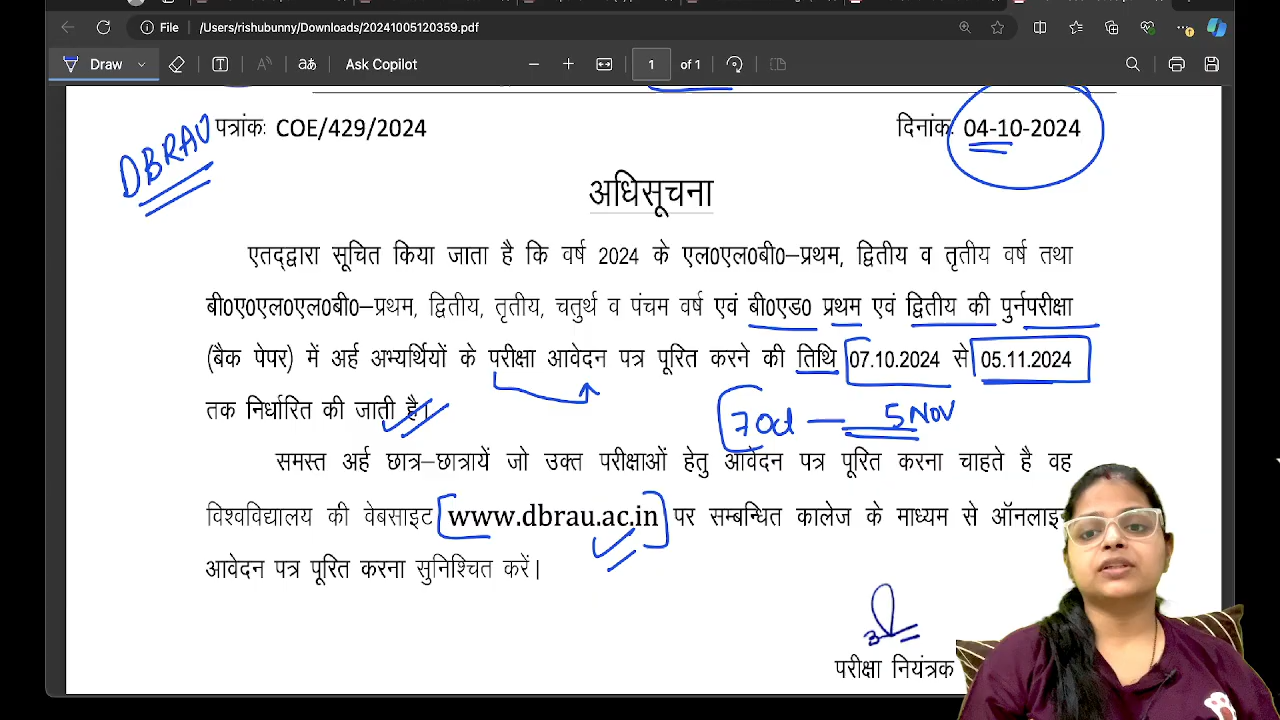 File /Users/rishubunny/Downloads/20241005120359.pdf
Draw Ask Copilot 1 of 1
पत्रांकः COE/429/2024 दिनांकः 04-10-2024
DBRAU
अधिसूचना
एतद्द्वारा सूचित किया जाता है कि वर्ष 2024 के एल0एल0बी0–प्रथम, द्वितीय व तृतीय वर्ष तथा
बी0ए0एल0एल0बी0–प्रथम, द्वितीय, तृतीय, चतुर्थ व पंचम वर्ष एवं बी0एड0 प्रथम एवं द्वितीय की पुर्नपरीक्षा
(बैक पेपर) में अर्ह अभ्यर्थियों के परीक्षा आवेदन पत्र पूरित करने की तिथि 07.10.2024 से 05.11.2024
तक निर्धारित की जाती है।
7 Oct — 5 NOV
समस्त अर्ह छात्र–छात्रायें जो उक्त परीक्षाओं हेतु आवेदन पत्र पूरित करना चाहते है वह
विश्वविद्यालय की वेबसाइट www.dbrau.ac.in पर सम्बन्धित कालेज के माध्यम से
आवेदन पत्र पूरित करना सुनिश्चित करें।
परीक्षा नियंत्रक